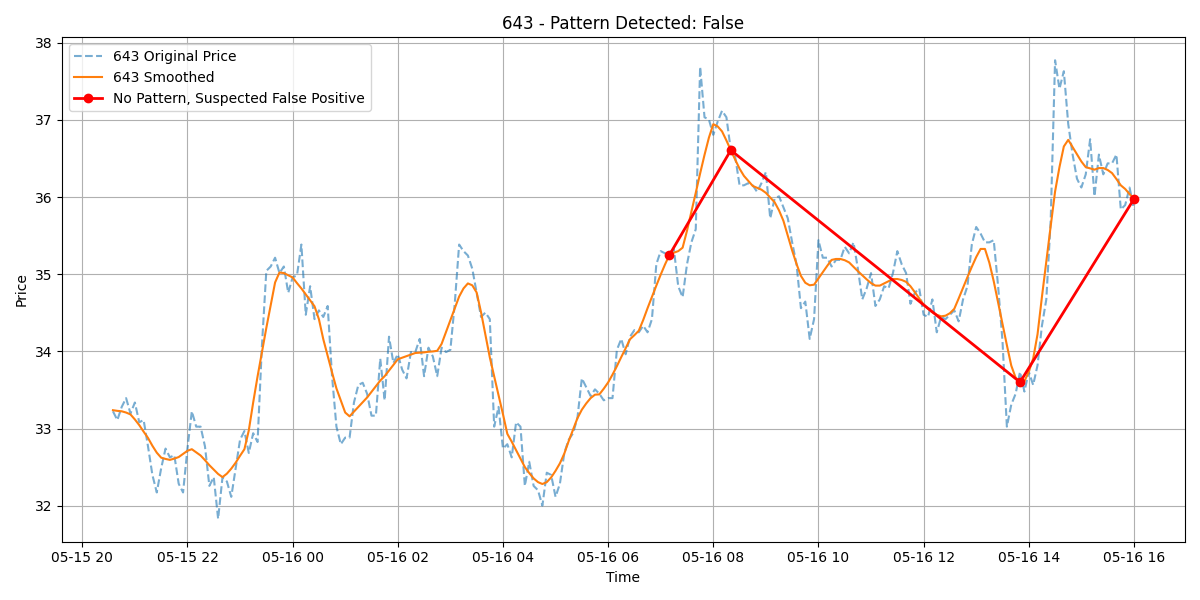 643 - Pattern Detected: False
643 Original Price
643 Smoothed
No Pattern, Suspected False Positive
38
37
36
35
34
33
32
Price
05-15 20 05-15 22 05-16 00 05-16 02 05-16 04 05-16 06 05-16 08 05-16 10 05-16 12 05-16 14 05-16 16
Time